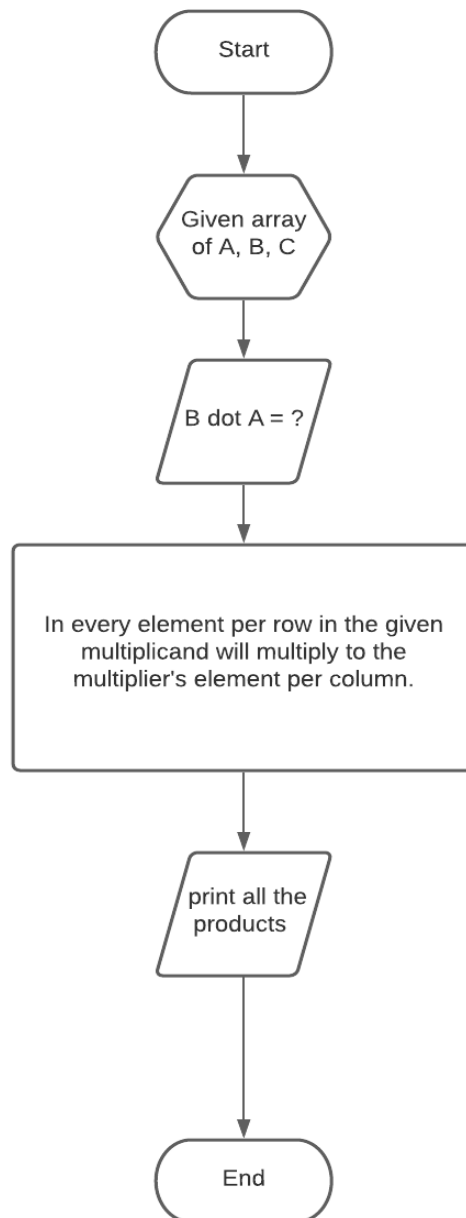 Start
Given array
of A, B, C
B dot A = ?
In every element per row in the given
multiplicand will multiply to the
multiplier's element per column.
print all the
products
End